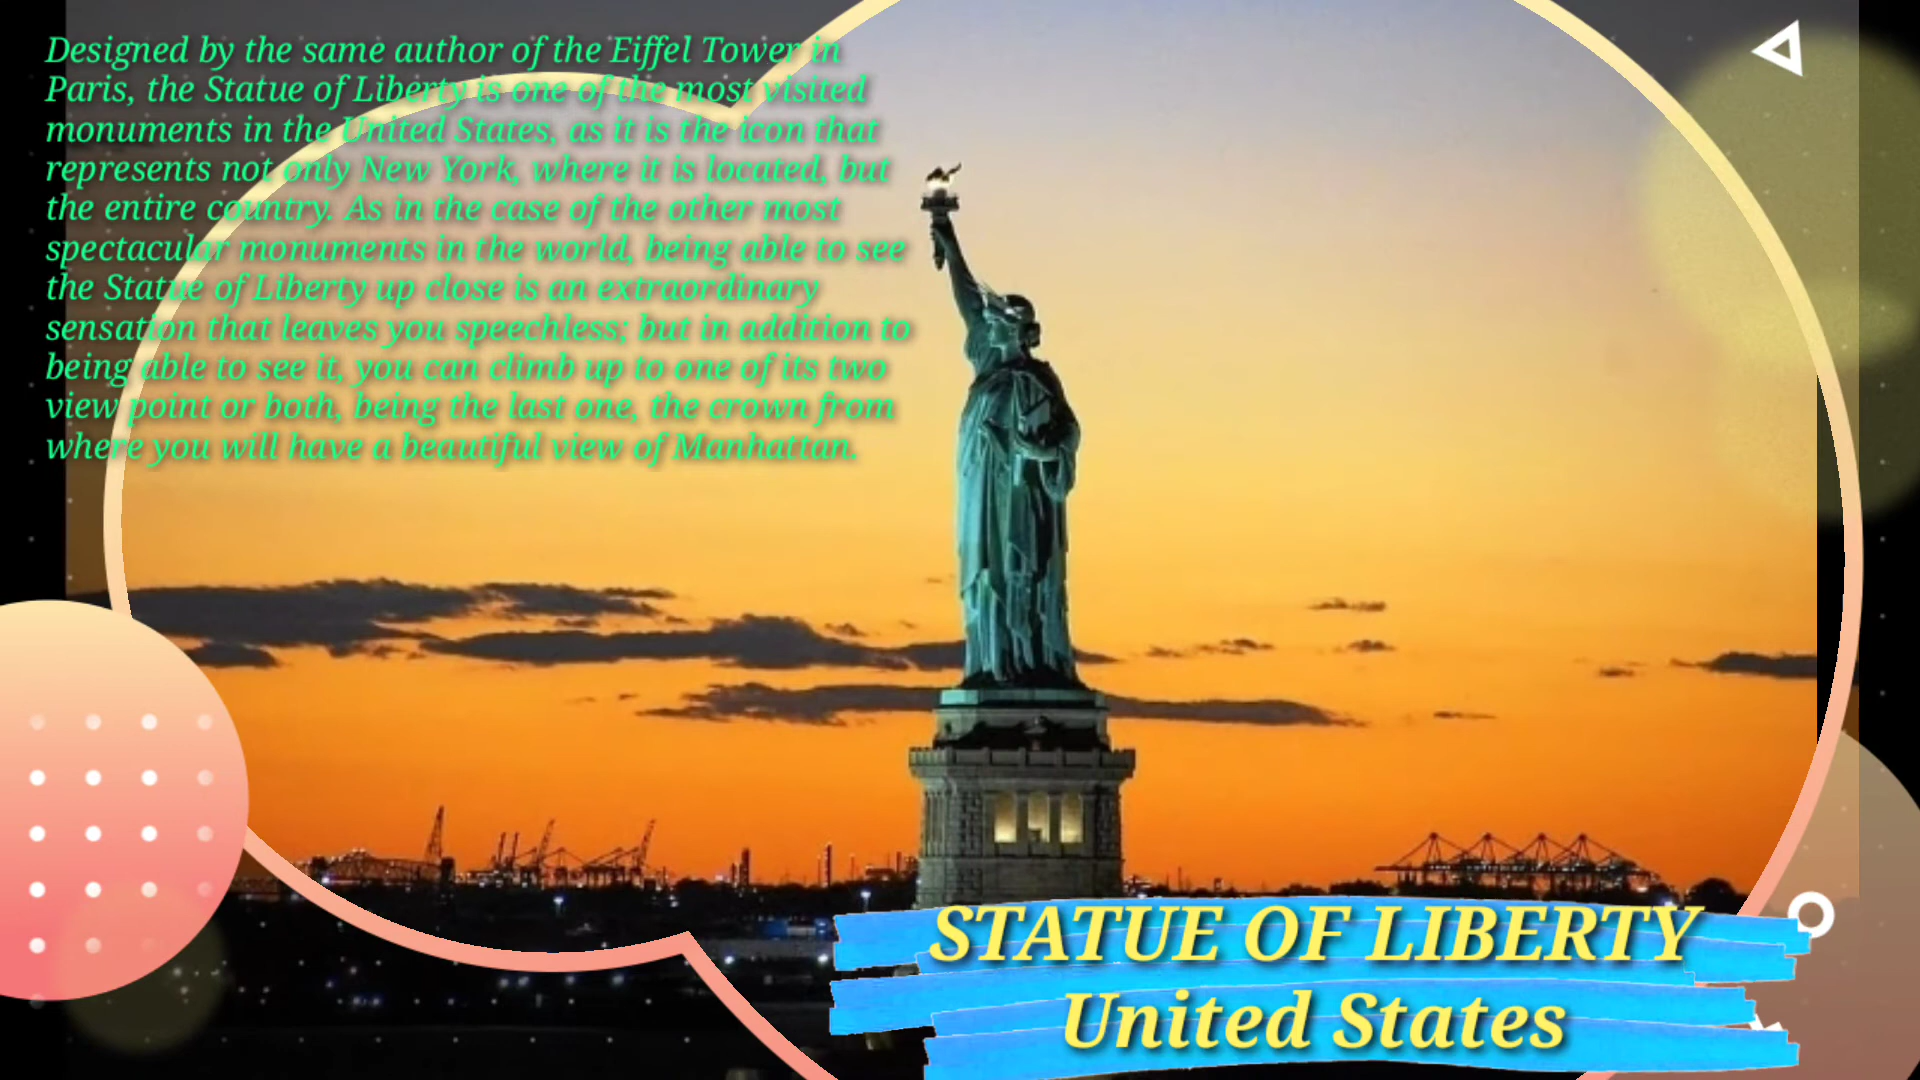 Designed by the same author of the Eiffel Tower in
Paris, the Statue of Liberty is one of the most visited
monuments in the United States, as it is the icon that
represents not only New York, where it is located, but
the entire country. As in the case of the other most
spectacular monuments in the world, being able to see
the Statue of Liberty up close is an extraordinary
sensation that leaves you speechless; but in addition to
being able to see it, you can climb up to one of its two
view point or both, being the last one, the crown from
where you will have a beautiful view of Manhattan.
STATUE OF LIBERTY
United States